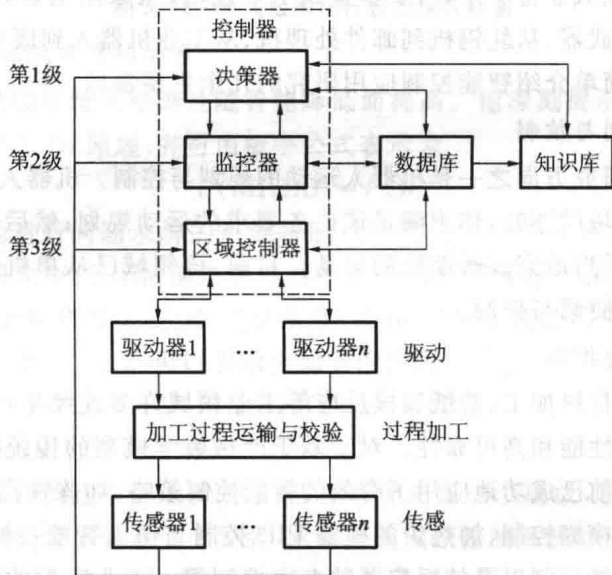 控制器
第1级 决策器
第2级 监控器 数据库 知识库
第3级 区域控制器
驱动器1 … 驱动器n 驱动
加工过程运输与校验 过程加工
传感器1 … 传感器n 传感